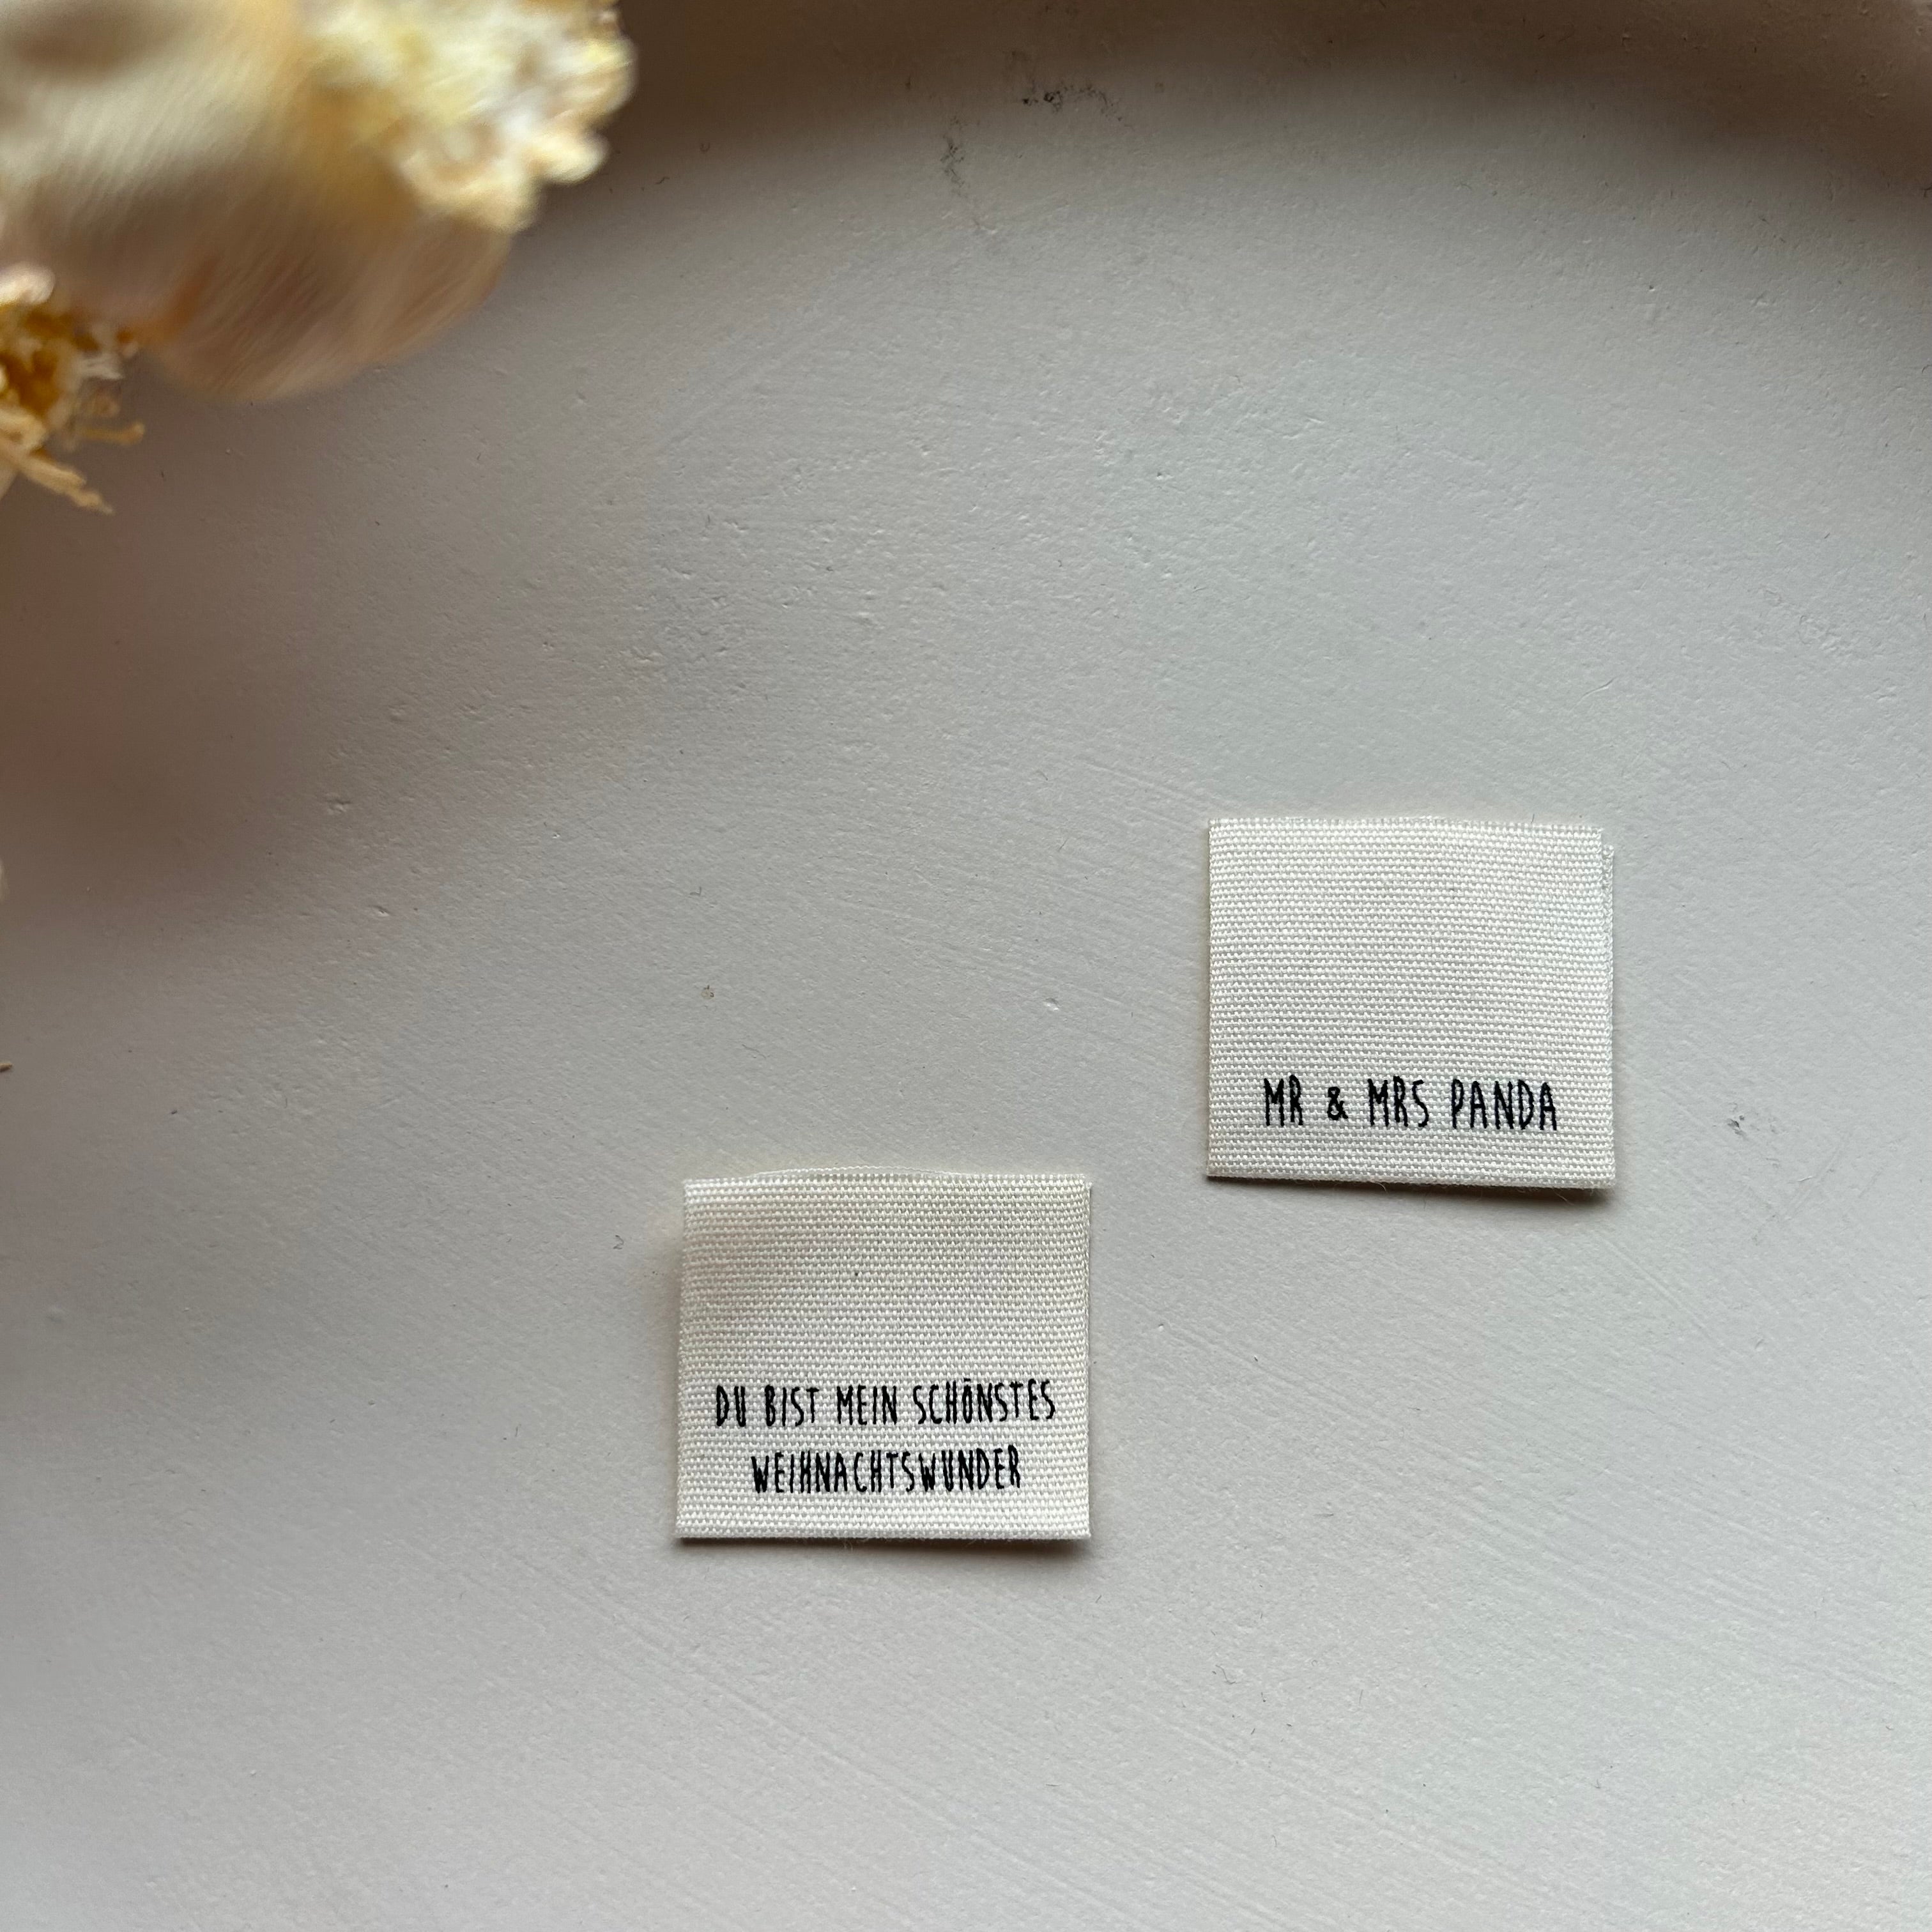 MR & MRS PANDA
DU BIST MEIN SCHÖNSTES
WEIHNACHTSWUNDER